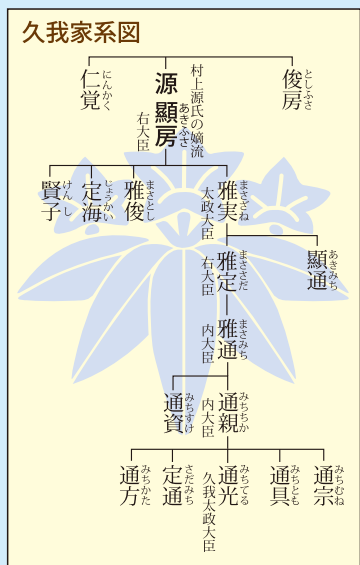 久我家系図
俊房
としふさ
村上源氏の嫡流
源 顯房
あきふさ
右大臣
仁覚
にんかく
雅実
まさざね
太政大臣
雅俊
まさとし
定海
じょうかい
賢子
けんし
顯通
あきみち
雅定
まささだ
右大臣
雅通
まさみち
内大臣
通親
みちちか
内大臣
通資
みちすけ
通宗
みちむね
通具
みちとも
通光
みちてる
久我太政大臣
定通
さだみち
通方
みちかた